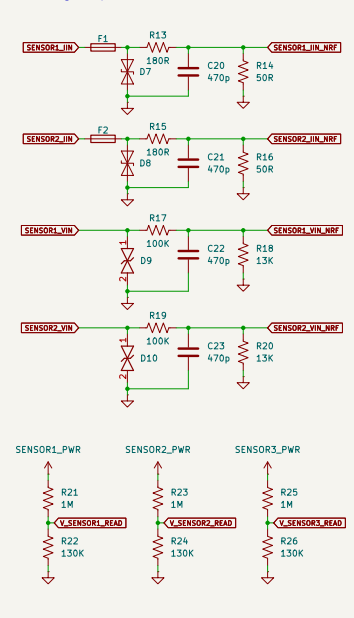 F1
R13
SENSOR1_IIN
SENSOR1_IIN_NRF
180R
D7
C20
470p
R14
50R
F2
R15
SENSOR2_IIN
SENSOR2_IIN_NRF
180R
D8
C21
470p
R16
50R
R17
SENSOR1_VIN
SENSOR1_VIN_NRF
1
100K
D9
C22
470p
R18
13K
2
R19
SENSOR2_VIN
SENSOR2_VIN_NRF
1
100K
D10
C23
470p
R20
13K
2
SENSOR1_PWR
SENSOR2_PWR
SENSOR3_PWR
R21
1M
R23
1M
R25
1M
V_SENSOR1_READ
V_SENSOR2_READ
V_SENSOR3_READ
R22
130K
R24
130K
R26
130K